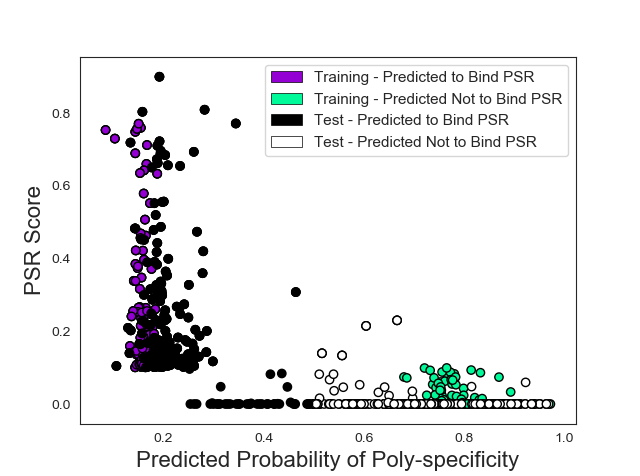 Training - Predicted to Bind PSR
Training - Predicted Not to Bind PSR
Test - Predicted to Bind PSR
Test - Predicted Not to Bind PSR
0.8
0.6
0.4
0.2
0.0
PSR Score
0.2 0.4 0.6 0.8 1.0
Predicted Probability of Poly-specificity